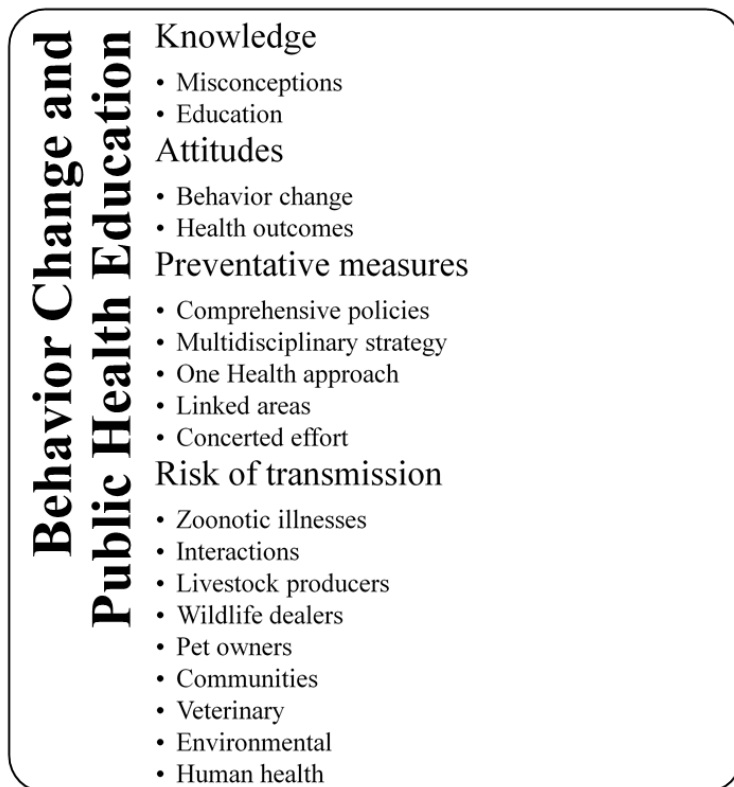 Behavior Change and
Public Health Education
Knowledge
• Misconceptions
• Education
Attitudes
• Behavior change
• Health outcomes
Preventative measures
• Comprehensive policies
• Multidisciplinary strategy
• One Health approach
• Linked areas
• Concerted effort
Risk of transmission
• Zoonotic illnesses
• Interactions
• Livestock producers
• Wildlife dealers
• Pet owners
• Communities
• Veterinary
• Environmental
• Human health